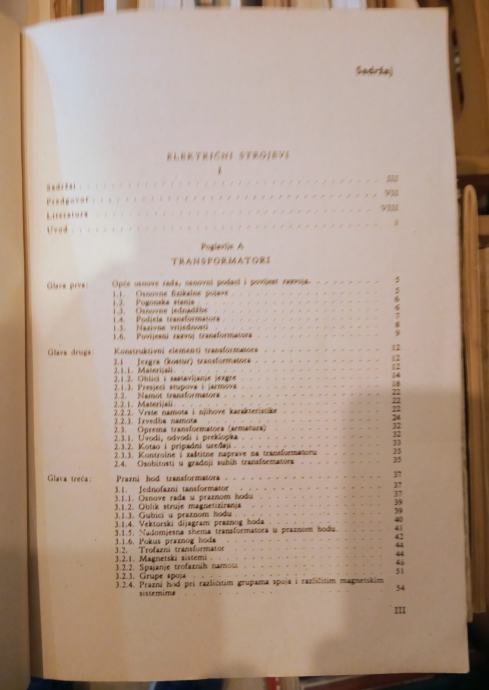 Sadržaj
ELEKTRIČNI STROJEVI
I
Sadržaj . . . III
Predgovor . . . VII
Literatura . . . VIII
Uvod . . .
Poglavlje A
TRANSFORMATORI
Glava prva: Opće osnove rada, osnovni podaci i povijest razvoja. 5
1.1. Osnovne fizikalne pojave . . . 5
1.2. Pogonska stanja . . . 6
1.3. Osnovne jednadžbe . . . 6
1.4. Podjela transformatora . . . 7
1.5. Nazivne vrijednosti . . . 8
1.6. Povijesni razvoj transformatora . . . 9
Glava druga: Konstruktivni elementi transformatora . . . 12
2.1 Jezgra (kostur) transformatora . . . 12
2.1.1. Materijali . . . 12
2.1.2. Oblici i sastavljanje jezgre . . . 14
2.1.3. Presjeci stupova i jarmova . . . 18
2.2. Namot transformatora . . . 22
2.2.1. Materijali . . . 22
2.2.2. Vrste namota i njihove karakteristike . . . 22
2.2.3. Izvedba namota . . .
2.3. Oprema transformatora (armatura) . . . 32
2.3.1. Uvodi, odvodi i preklopka . . . 32
2.3.2. Kotao i pripadni uređaji . . . 33
2.3.3. Kontrolne i zaštitne naprave na transformatoru 35
2.4. Osobitosti u gradnji suhih transformatora . . . 35
Glava treća: Prazni hod transformatora . . . 37
3.1. Jednofazni transformator . . . 37
3.1.1. Osnove rada u praznom hodu . . . 37
3.1.2. Oblik struje magnetiziranja . . . 39
3.1.3. Gubici u praznom hodu . . . 39
3.1.4. Vektorski dijagram praznog hoda . . . 40
3.1.5. Nadomjesna shema transformatora u praznom hodu. 41
3.1.6. Pokus praznog hoda . . . 42
3.2. Trofazni transformator . . . 44
3.2.1. Magnetski sistemi . . . 44
3.2.2. Spajanje trofaznih namota . . . 46
3.2.3. Grupe spoja . . . 51
3.2.4. Prazni hod pri različitim grupama spoja i različitim magnetskim
sistemima . . . 54
III